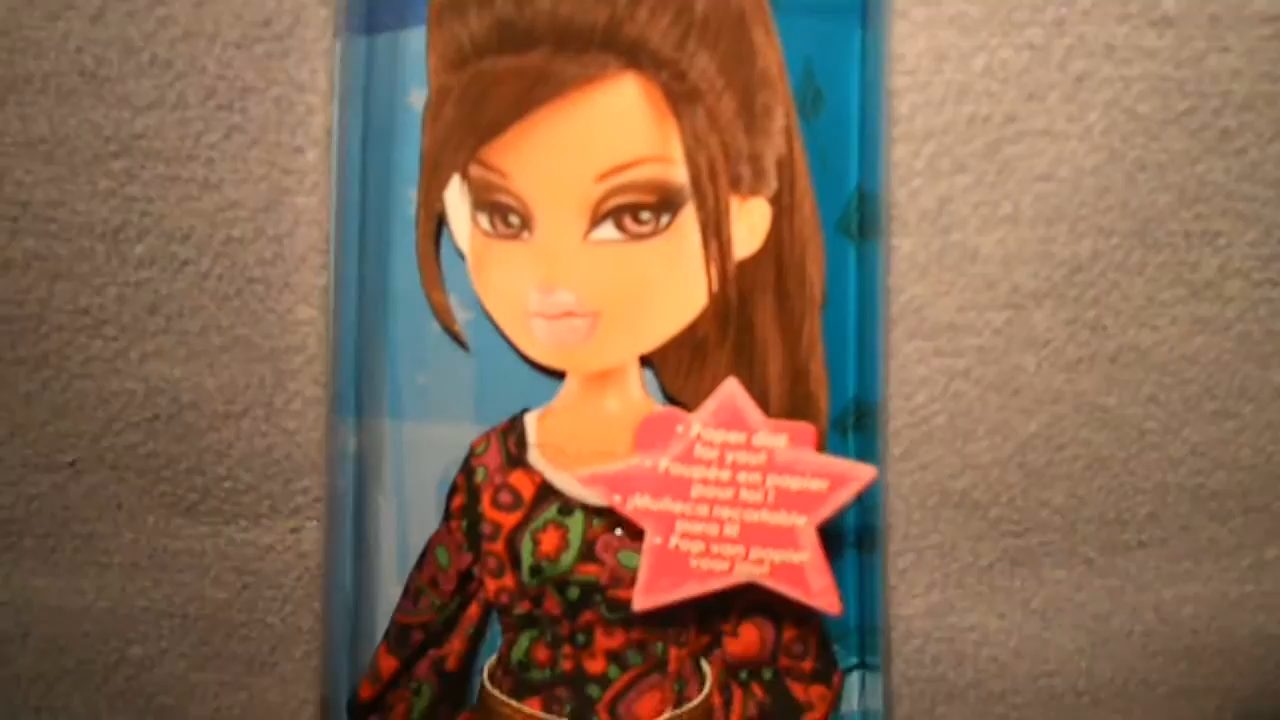 • Paper doll
for you!
• Poupée en papier
pour toi !
• ¡Muñeca recortable
para ti!
• Pop van papier
voor jou!